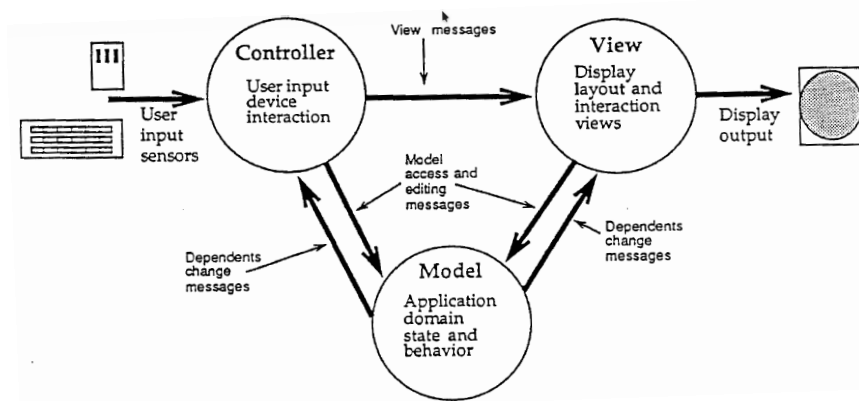 View messages
Controller
User input
device
interaction
View
Display
layout and
interaction
views
User
input
sensors
Display
output
Model
access and
editing
messages
Dependents
change
messages
Dependents
change
messages
Model
Application
domain
state and
behavior